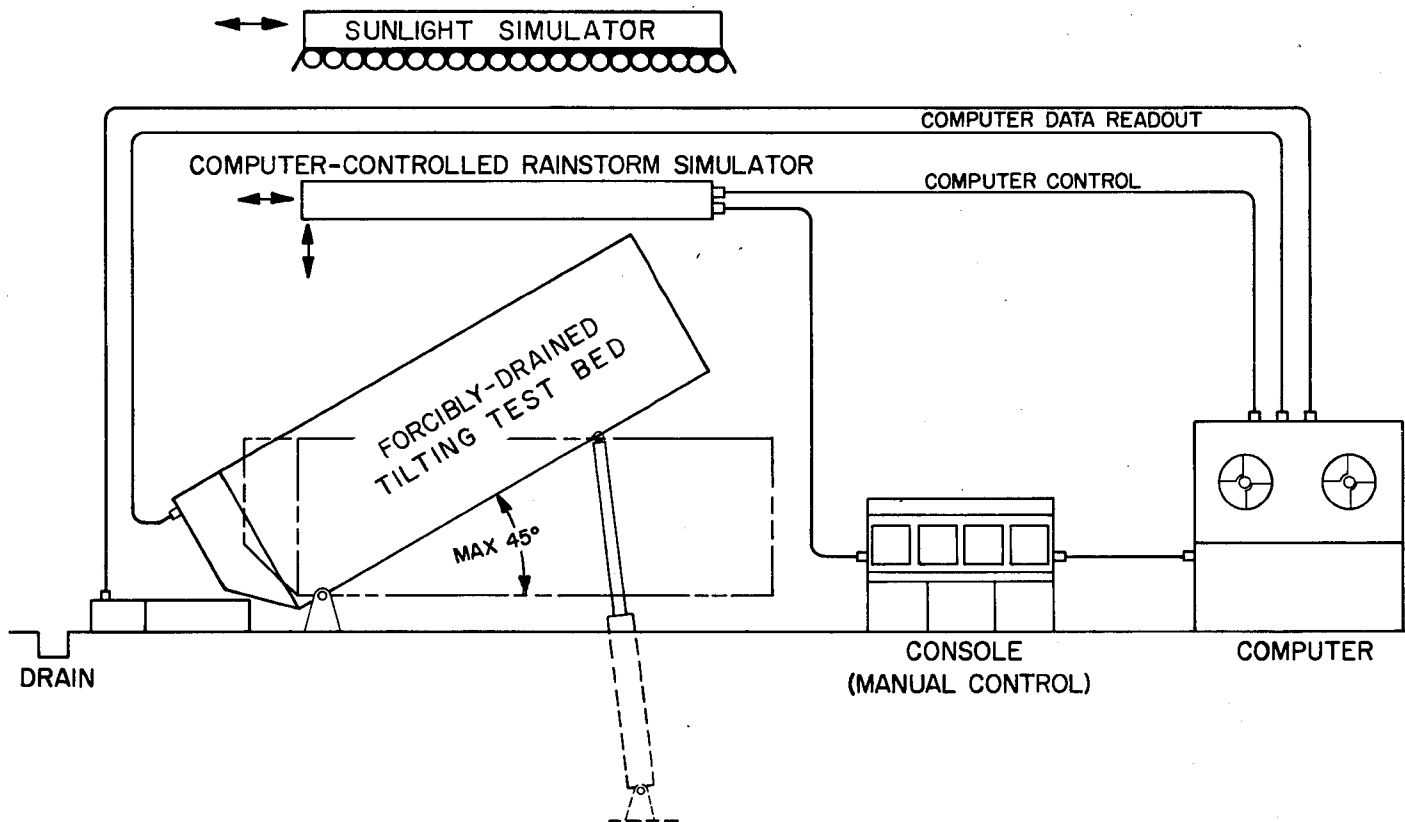 SUNLIGHT SIMULATOR
COMPUTER DATA READOUT
COMPUTER-CONTROLLED RAINSTORM SIMULATOR
COMPUTER CONTROL
FORCIBLY-DRAINED
TILTING TEST BED
MAX 45°
DRAIN
CONSOLE
(MANUAL CONTROL)
COMPUTER